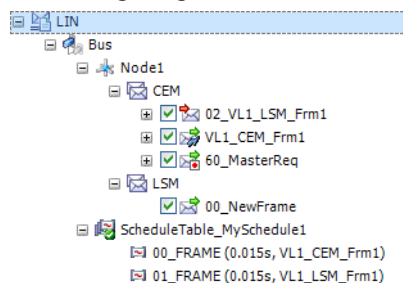 LIN
Bus
Node1
CEM
02_VL1_LSM_Frm1
VL1_CEM_Frm1
60_MasterReq
LSM
00_NewFrame
ScheduleTable_MySchedule1
00_FRAME (0.015s, VL1_CEM_Frm1)
01_FRAME (0.015s, VL1_LSM_Frm1)